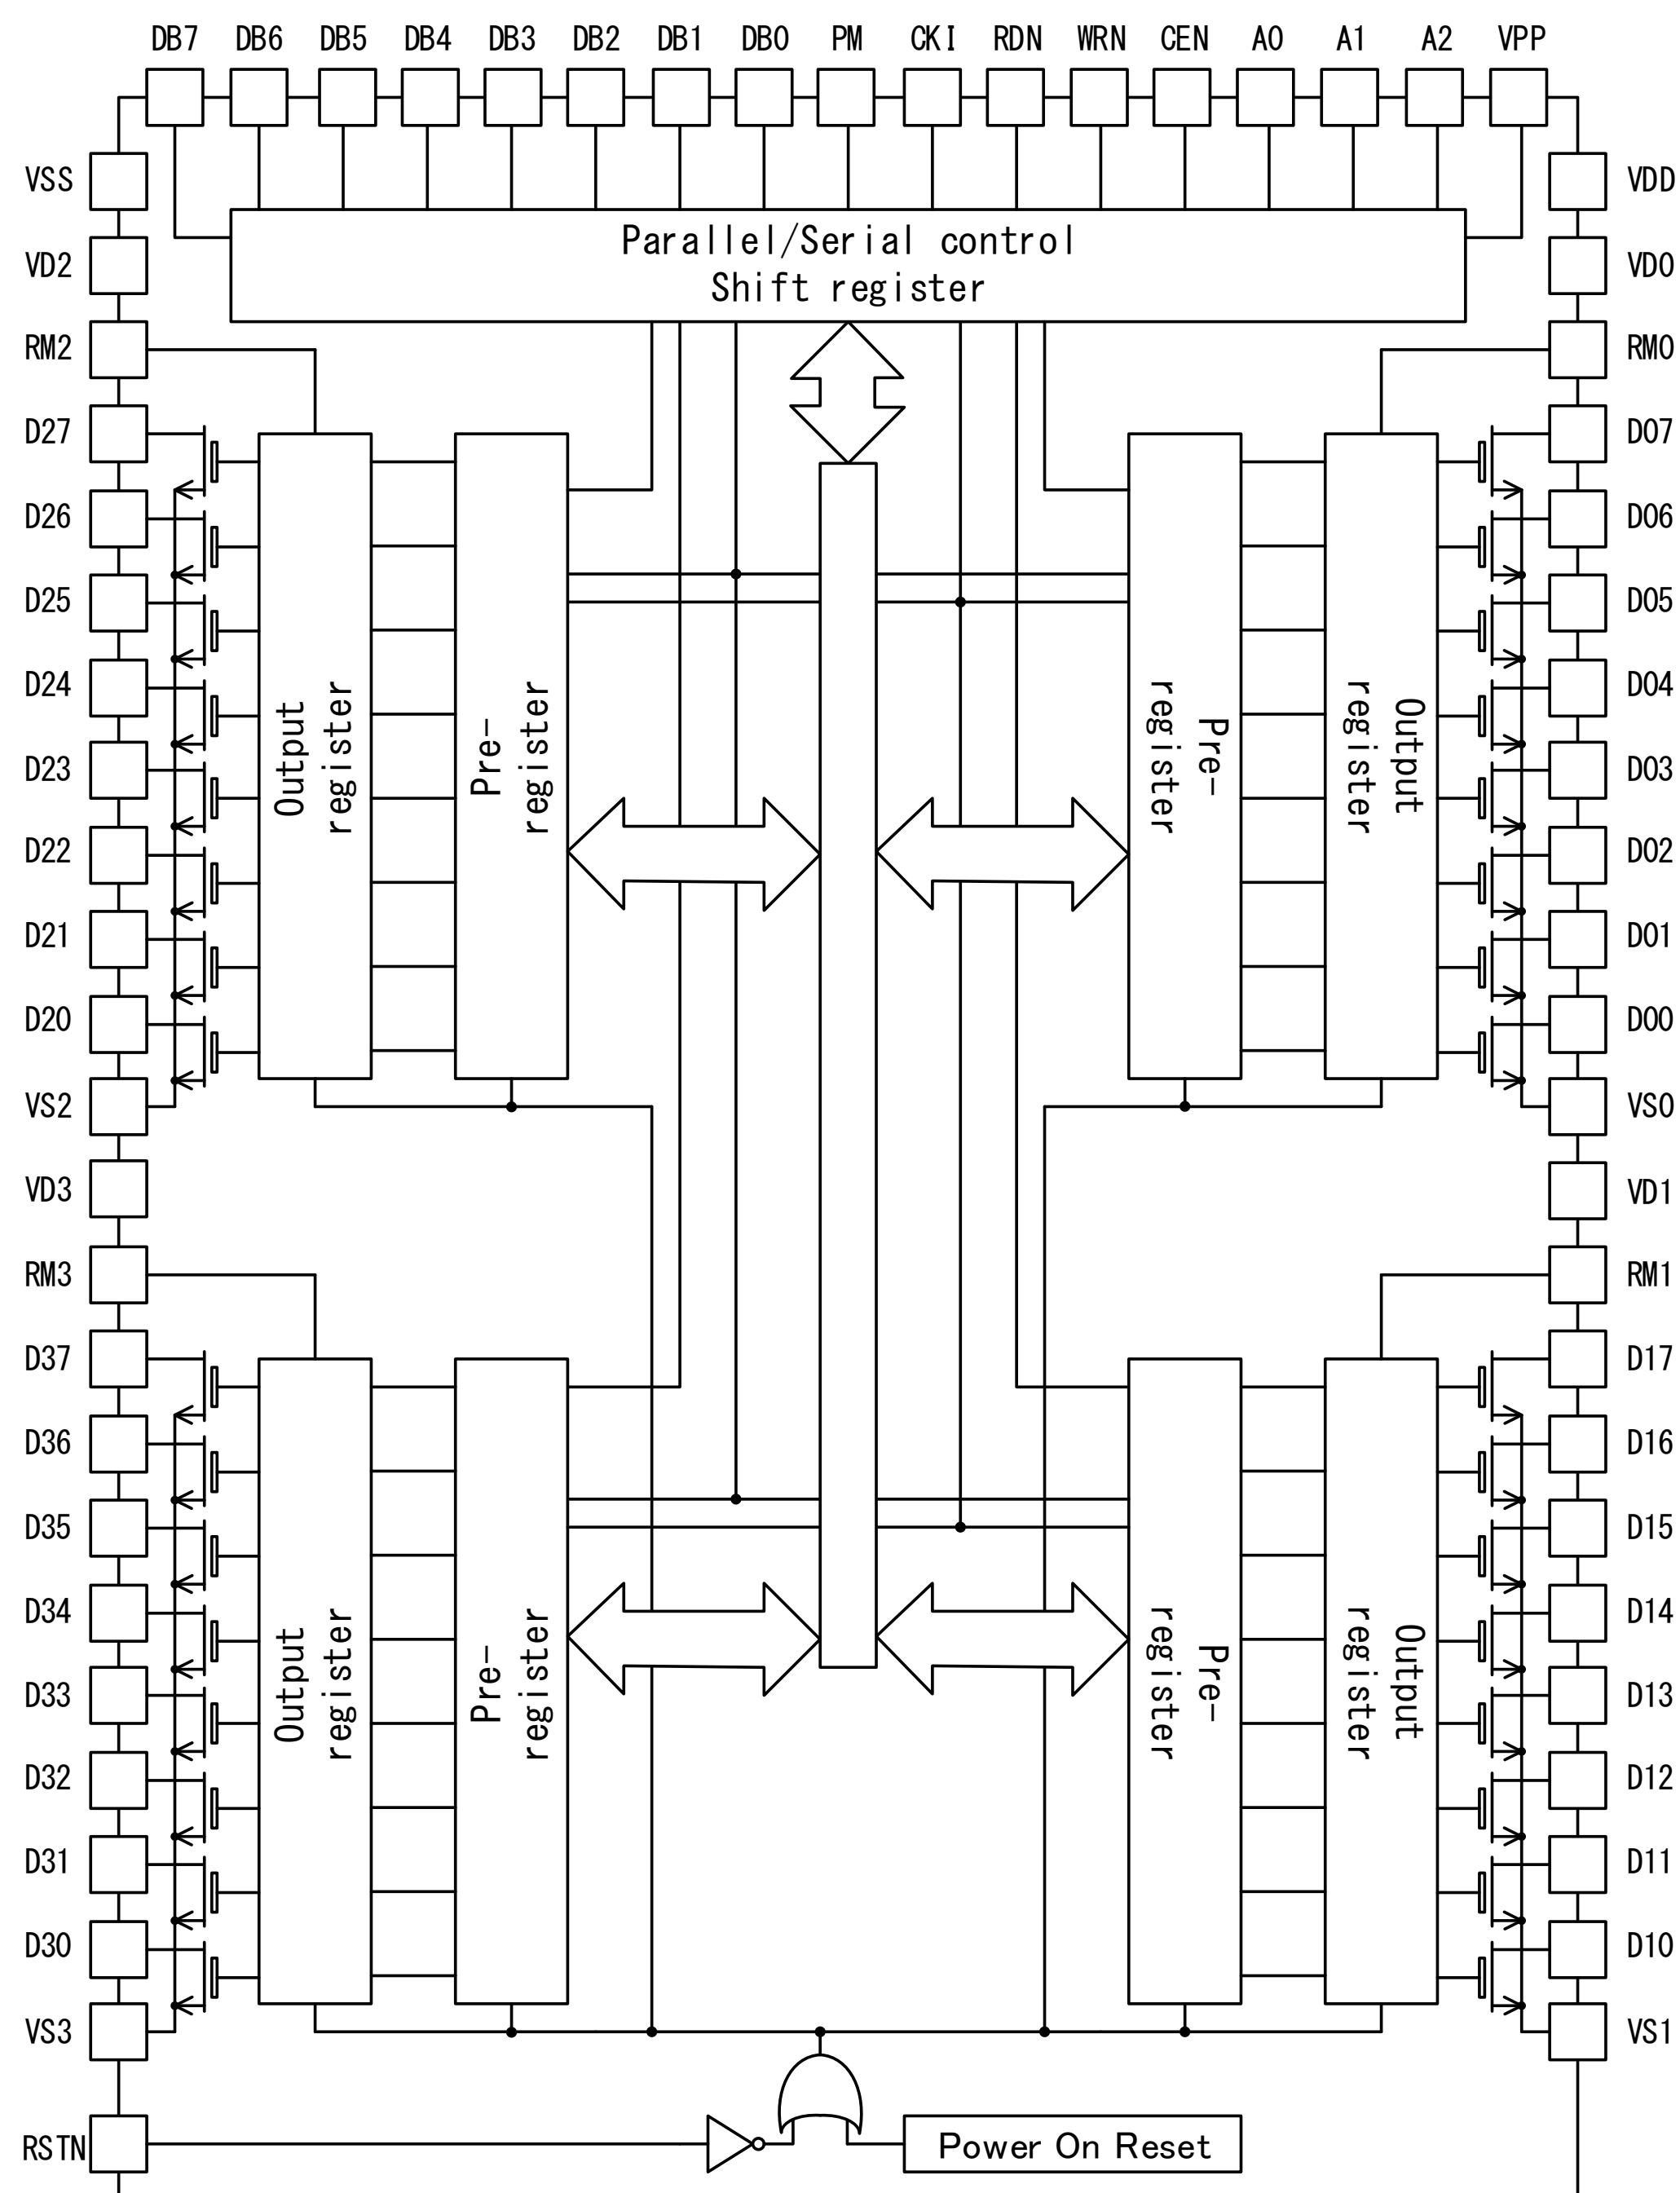 DB7 DB6 DB5 DB4 DB3 DB2 DB1 DB0 PM CKI RDN WRN CEN A0 A1 A2 VPP
VSS
VDD
Parallel/Serial control
Shift register
VD2
VD0
RM2
RM0
D27
D07
D26
D06
D25
D05
D24
D04
D23
D03
D22
D02
D21
D01
D20
D00
Output
register
Pre-
register
Pre-
register
Output
register
VS2
VS0
VD3
VD1
RM3
RM1
D37
D17
D36
D16
D35
D15
D34
D14
D33
D13
D32
D12
D31
D11
D30
D10
Output
register
Pre-
register
Pre-
register
Output
register
VS3
VS1
RSTN
Power On Reset